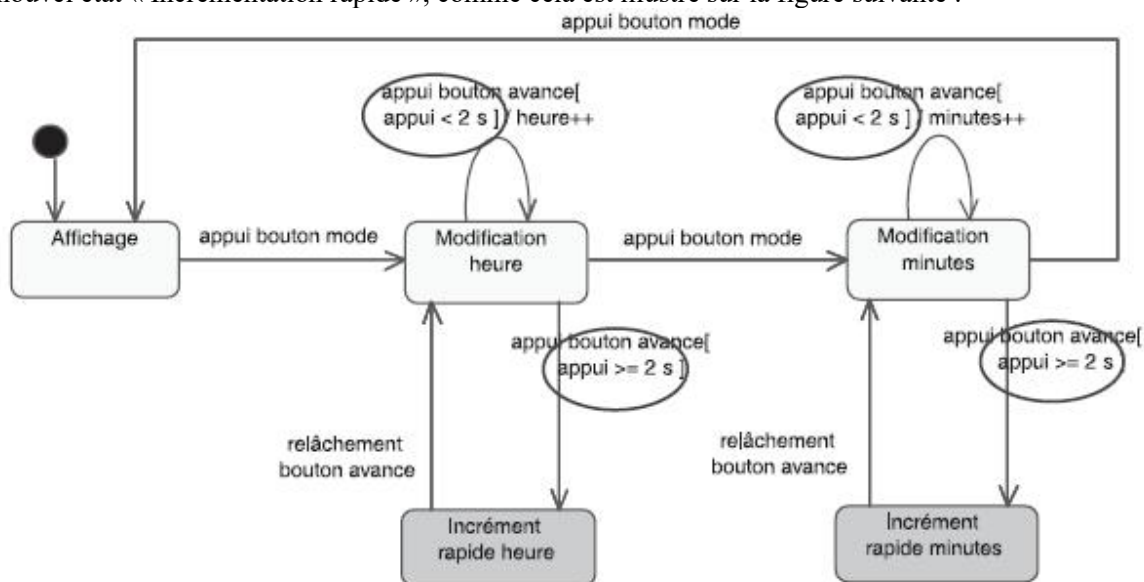 nouvel état « Incrémentation rapide », comme cela est illustré sur la figure suivante :
appui bouton mode
appui bouton avance[
appui < 2 s ] / heure++
appui bouton avance[
appui < 2 s ] / minutes++
Affichage
appui bouton mode
Modification
heure
appui bouton mode
Modification
minutes
appui bouton avance[
appui >= 2 s ]
appui bouton avance[
appui >= 2 s
relâchement
bouton avance
relâchement
bouton avance
Incrément
rapide heure
Incrément
rapide minutes